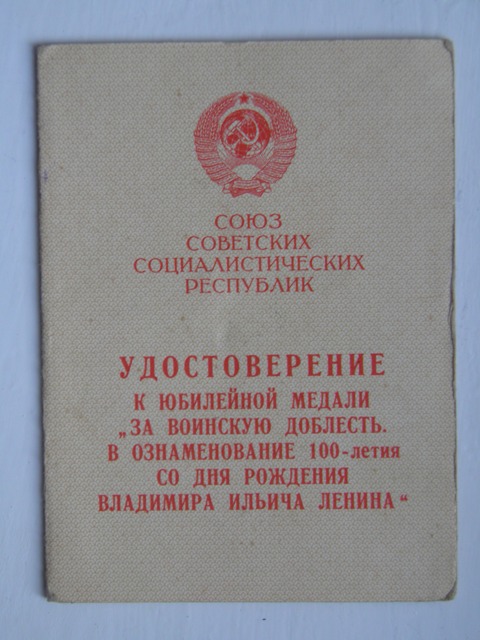 СОЮЗ
СОВЕТСКИХ
СОЦИАЛИСТИЧЕСКИХ
РЕСПУБЛИК
УДОСТОВЕРЕНИЕ
К ЮБИЛЕЙНОЙ МЕДАЛИ
„ЗА ВОИНСКУЮ ДОБЛЕСТЬ.
В ОЗНАМЕНОВАНИЕ 100-летия
СО ДНЯ РОЖДЕНИЯ
ВЛАДИМИРА ИЛЬИЧА ЛЕНИНА“